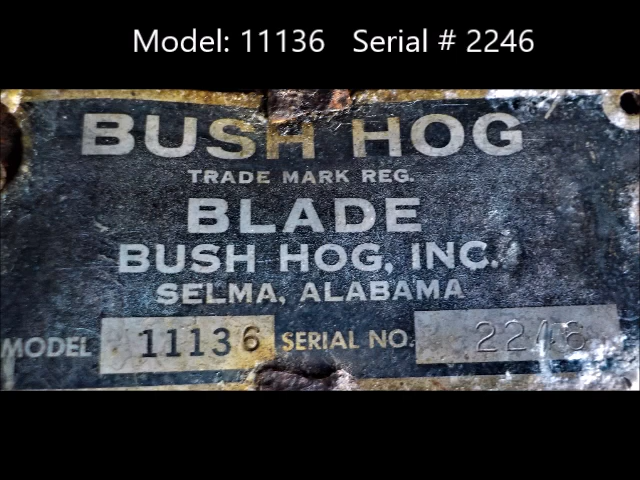 Model: 11136 Serial # 2246
BUSH HOG
TRADE MARK REG.
BLADE
BUSH HOG, INC.
SELMA, ALABAMA
MODEL 11136 SERIAL NO. 2246